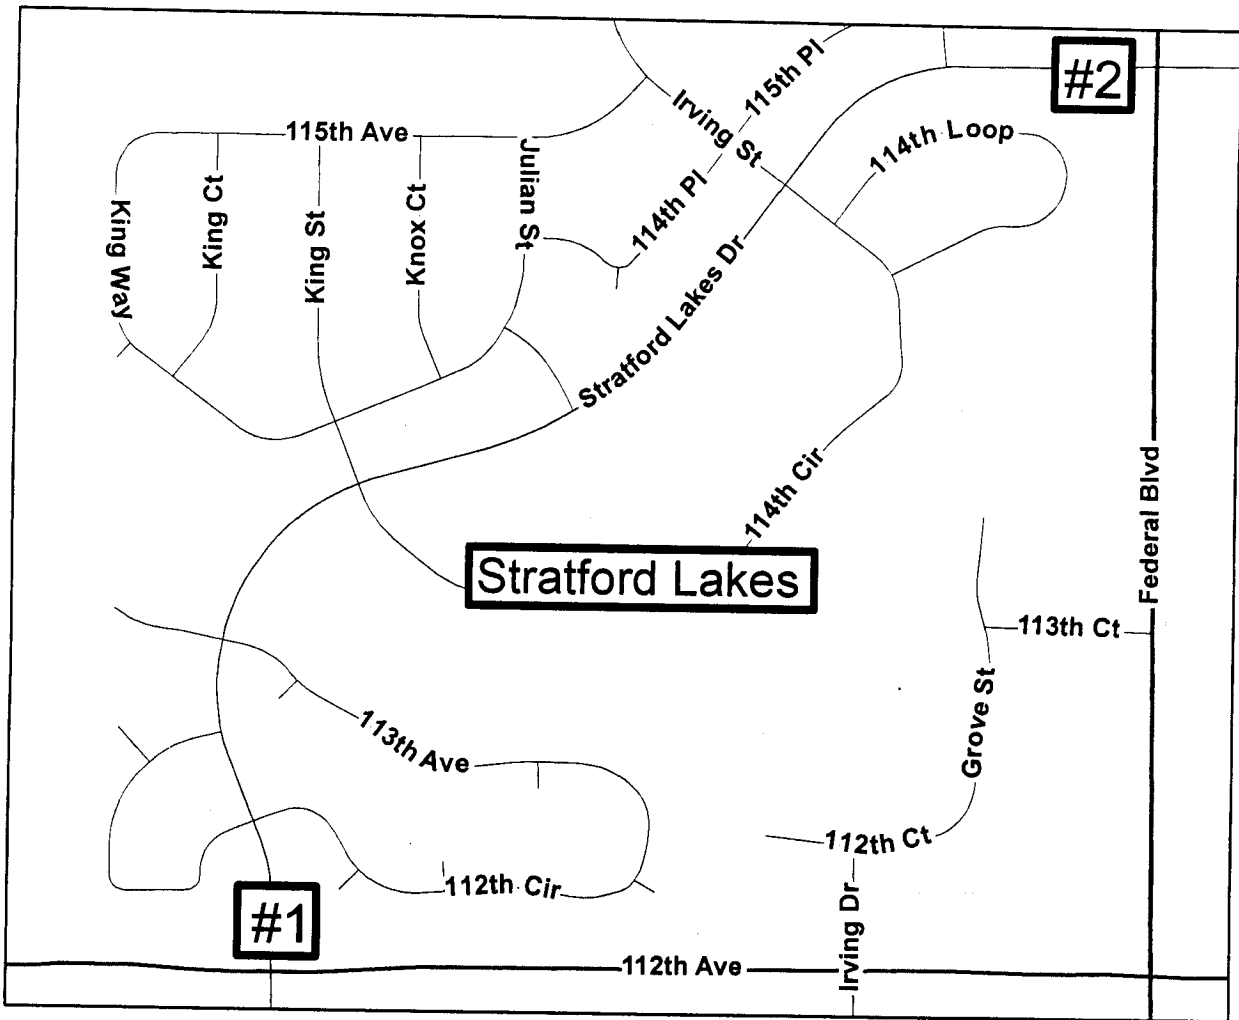 115th Pl
#2
Irving St
114th Loop
115th Ave
Julian St
King Ct
Knox Ct
King St
King Way
114th Pl
Stratford Lakes Dr
114th Cir
Federal Blvd
Stratford Lakes
113th Ct
Grove St
113th Ave
112th Ct
112th Cir
#1
Irving Dr
112th Ave